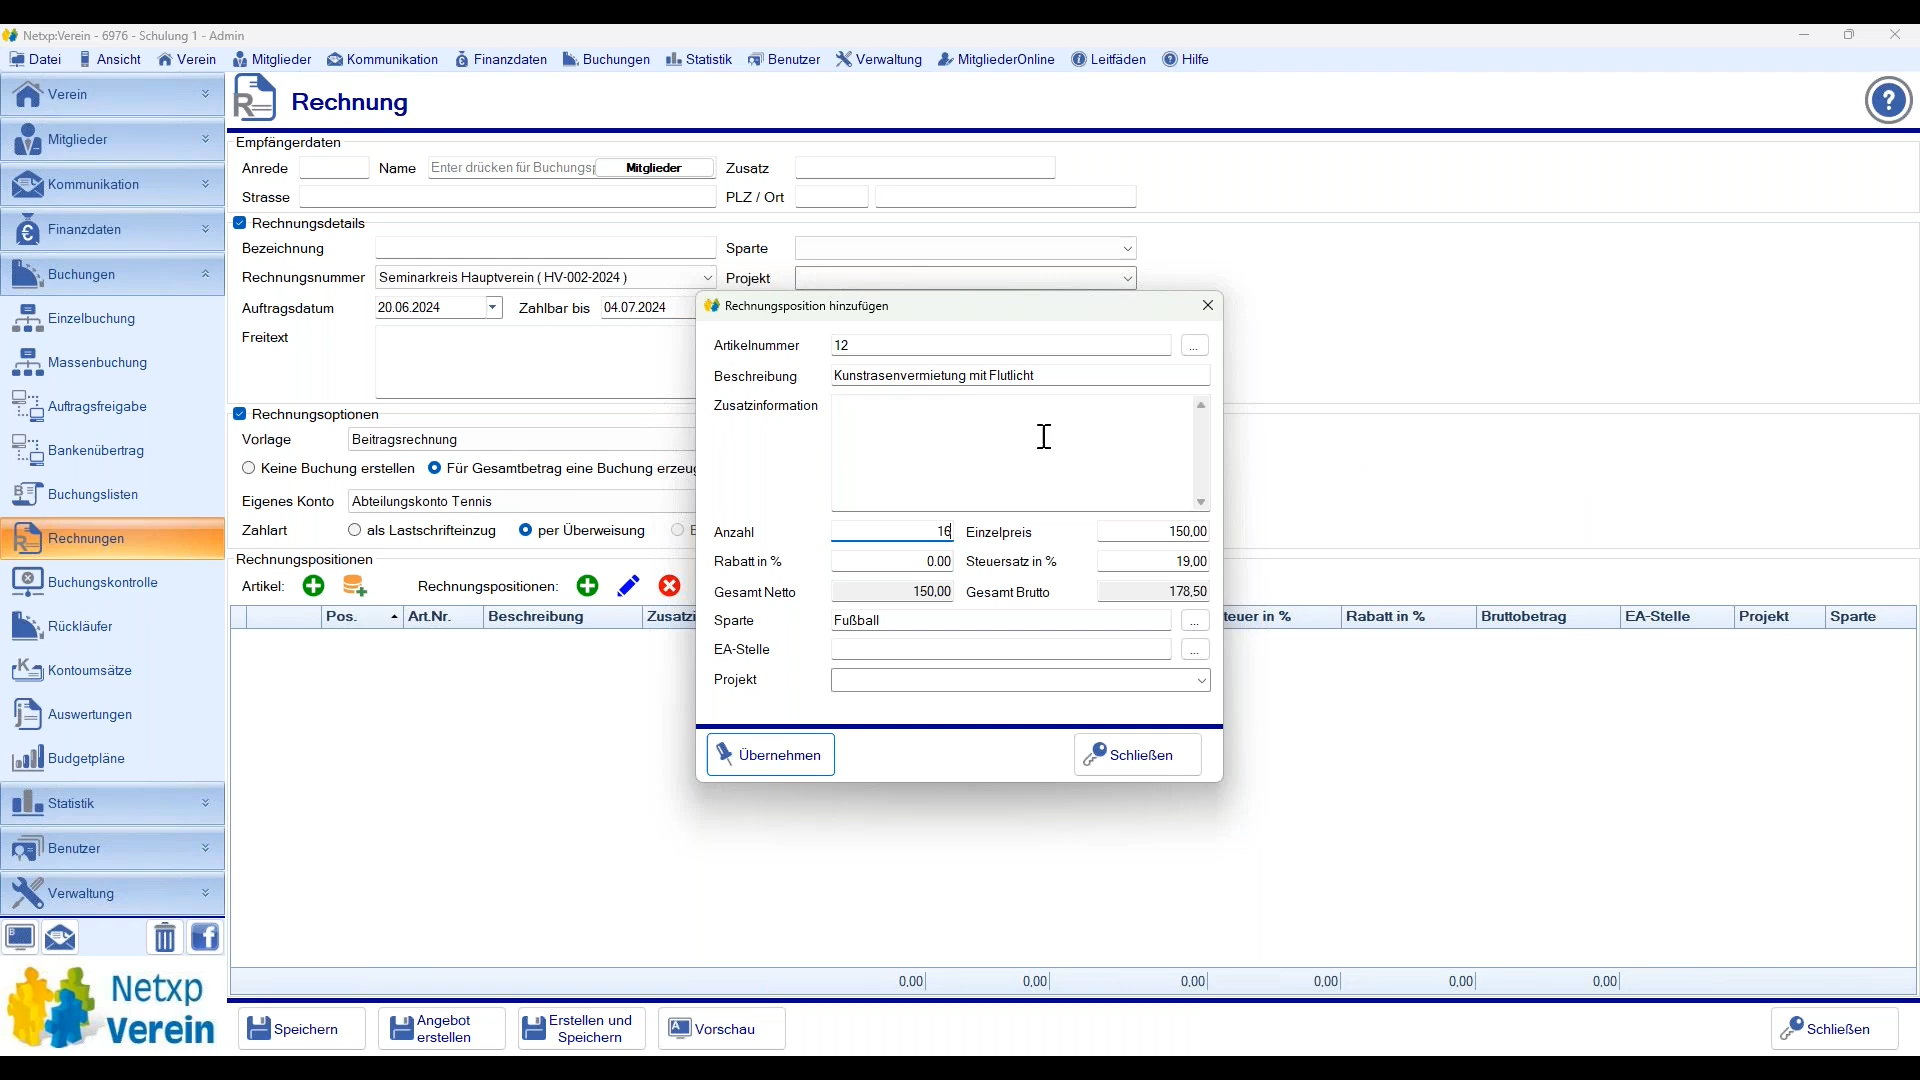 Netxp:Verein - 6976 - Schulung 1 - Admin
Datei Ansicht Verein Mitglieder Kommunikation Finanzdaten Buchungen Statistik Benutzer Verwaltung MitgliederOnline Leitfäden Hilfe
Verein
Mitglieder
Kommunikation
Finanzdaten
Buchungen
Einzelbuchung
Massenbuchung
Auftragsfreigabe
Bankenübertrag
Buchungslisten
Rechnungen
Buchungskontrolle
Rückläufer
Kontoumsätze
Auswertungen
Budgetpläne
Statistik
Benutzer
Verwaltung
Netxp
Verein
Rechnung
Empfängerdaten
Anrede Name Enter drücken für Buchungsp Mitglieder Zusatz
Strasse PLZ / Ort
Rechnungsdetails
Bezeichnung Sparte
Rechnungsnummer Seminarkreis Hauptverein ( HV-002-2024 ) Projekt
Auftragsdatum 20.06.2024 Zahlbar bis 04.07.2024
Freitext
Rechnungsoptionen
Vorlage Beitragsrechnung
Keine Buchung erstellen Für Gesamtbetrag eine Buchung erzeug
Eigenes Konto Abteilungskonto Tennis
Zahlart als Lastschrifteinzug per Überweisung
Rechnungspositionen
Artikel: Rechnungspositionen:
Pos. Art.Nr. Beschreibung Zusatzi teuer in % Rabatt in % Bruttobetrag EA-Stelle Projekt Sparte
Rechnungsposition hinzufügen
Artikelnummer 12 ...
Beschreibung Kunstrasenvermietung mit Flutlicht
Zusatzinformation
Anzahl 16 Einzelpreis 150,00
Rabatt in % 0.00 Steuersatz in % 19,00
Gesamt Netto 150,00 Gesamt Brutto 178,50
Sparte Fußball ...
EA-Stelle ...
Projekt
Übernehmen Schließen
0,00 0,00 0,00 0,00 0,00 0,00
Speichern Angebot erstellen Erstellen und Speichern Vorschau Schließen